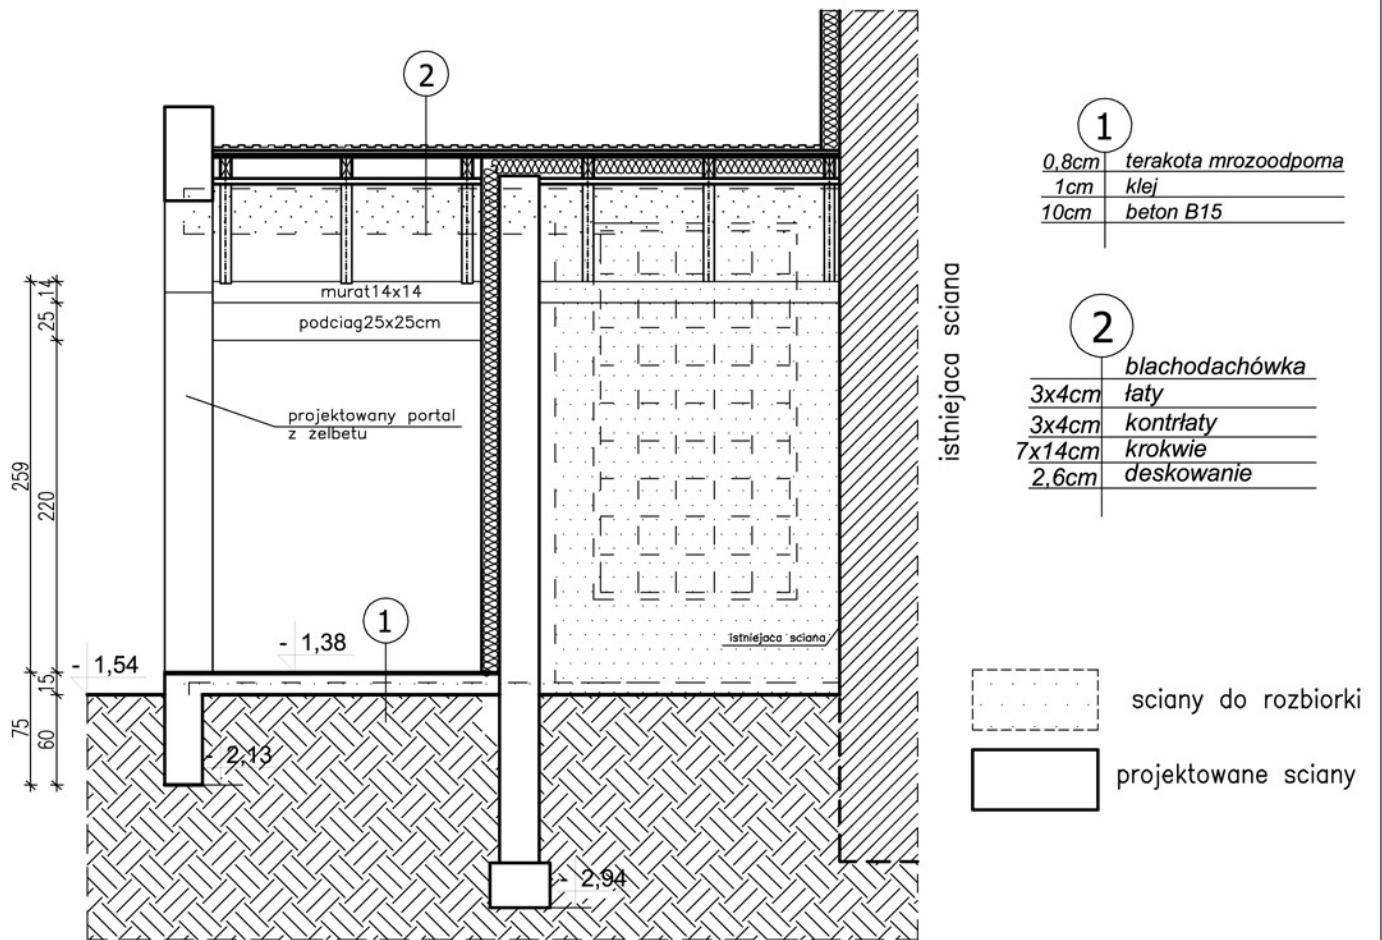 2
1
0,8cm terakota mrozoodporna
1cm klej
10cm beton B15
istniejaca sciana
2
blachodachówka
3x4cm łaty
3x4cm kontrłaty
7x14cm krokwie
2,6cm deskowanie
14
25
220
259
15
60
75
murat14x14
podciag25x25cm
projektowany portal
z zelbetu
1
- 1,38
- 1,54
- 2,13
- 2,94
istniejaca sciana
sciany do rozbiorki
projektowane sciany